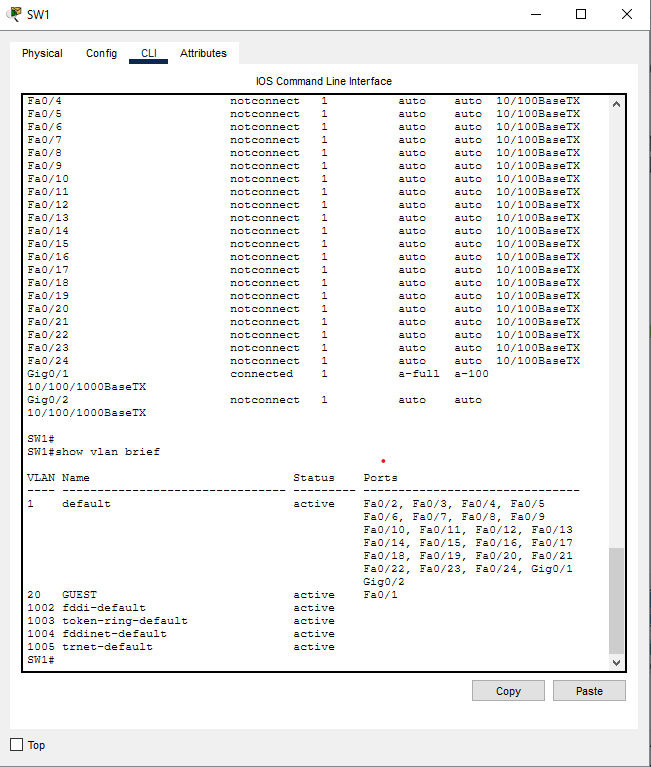 SW1
Physical Config CLI Attributes
IOS Command Line Interface
Fa0/4 notconnect 1 auto auto 10/100BaseTX
Fa0/5 notconnect 1 auto auto 10/100BaseTX
Fa0/6 notconnect 1 auto auto 10/100BaseTX
Fa0/7 notconnect 1 auto auto 10/100BaseTX
Fa0/8 notconnect 1 auto auto 10/100BaseTX
Fa0/9 notconnect 1 auto auto 10/100BaseTX
Fa0/10 notconnect 1 auto auto 10/100BaseTX
Fa0/11 notconnect 1 auto auto 10/100BaseTX
Fa0/12 notconnect 1 auto auto 10/100BaseTX
Fa0/13 notconnect 1 auto auto 10/100BaseTX
Fa0/14 notconnect 1 auto auto 10/100BaseTX
Fa0/15 notconnect 1 auto auto 10/100BaseTX
Fa0/16 notconnect 1 auto auto 10/100BaseTX
Fa0/17 notconnect 1 auto auto 10/100BaseTX
Fa0/18 notconnect 1 auto auto 10/100BaseTX
Fa0/19 notconnect 1 auto auto 10/100BaseTX
Fa0/20 notconnect 1 auto auto 10/100BaseTX
Fa0/21 notconnect 1 auto auto 10/100BaseTX
Fa0/22 notconnect 1 auto auto 10/100BaseTX
Fa0/23 notconnect 1 auto auto 10/100BaseTX
Fa0/24 notconnect 1 auto auto 10/100BaseTX
Gig0/1 connected 1 a-full a-100
10/100/1000BaseTX
Gig0/2 notconnect 1 auto auto
10/100/1000BaseTX
SW1#
SW1#show vlan brief
VLAN Name Status Ports
---- -------------------------------- --------- -------------------------------
1 default active Fa0/2, Fa0/3, Fa0/4, Fa0/5
Fa0/6, Fa0/7, Fa0/8, Fa0/9
Fa0/10, Fa0/11, Fa0/12, Fa0/13
Fa0/14, Fa0/15, Fa0/16, Fa0/17
Fa0/18, Fa0/19, Fa0/20, Fa0/21
Fa0/22, Fa0/23, Fa0/24, Gig0/1
Gig0/2
20 GUEST active Fa0/1
1002 fddi-default active
1003 token-ring-default active
1004 fddinet-default active
1005 trnet-default active
SW1#
Copy Paste
Top